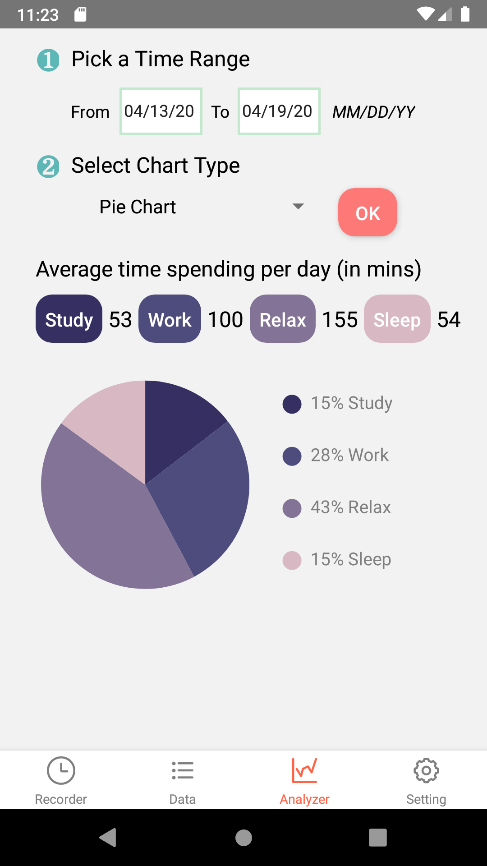 11:23
1 Pick a Time Range
From 04/13/20 To 04/19/20 MM/DD/YY
2 Select Chart Type
Pie Chart OK
Average time spending per day (in mins)
Study 53 Work 100 Relax 155 Sleep 54
15% Study
28% Work
43% Relax
15% Sleep
Recorder Data Analyzer Setting